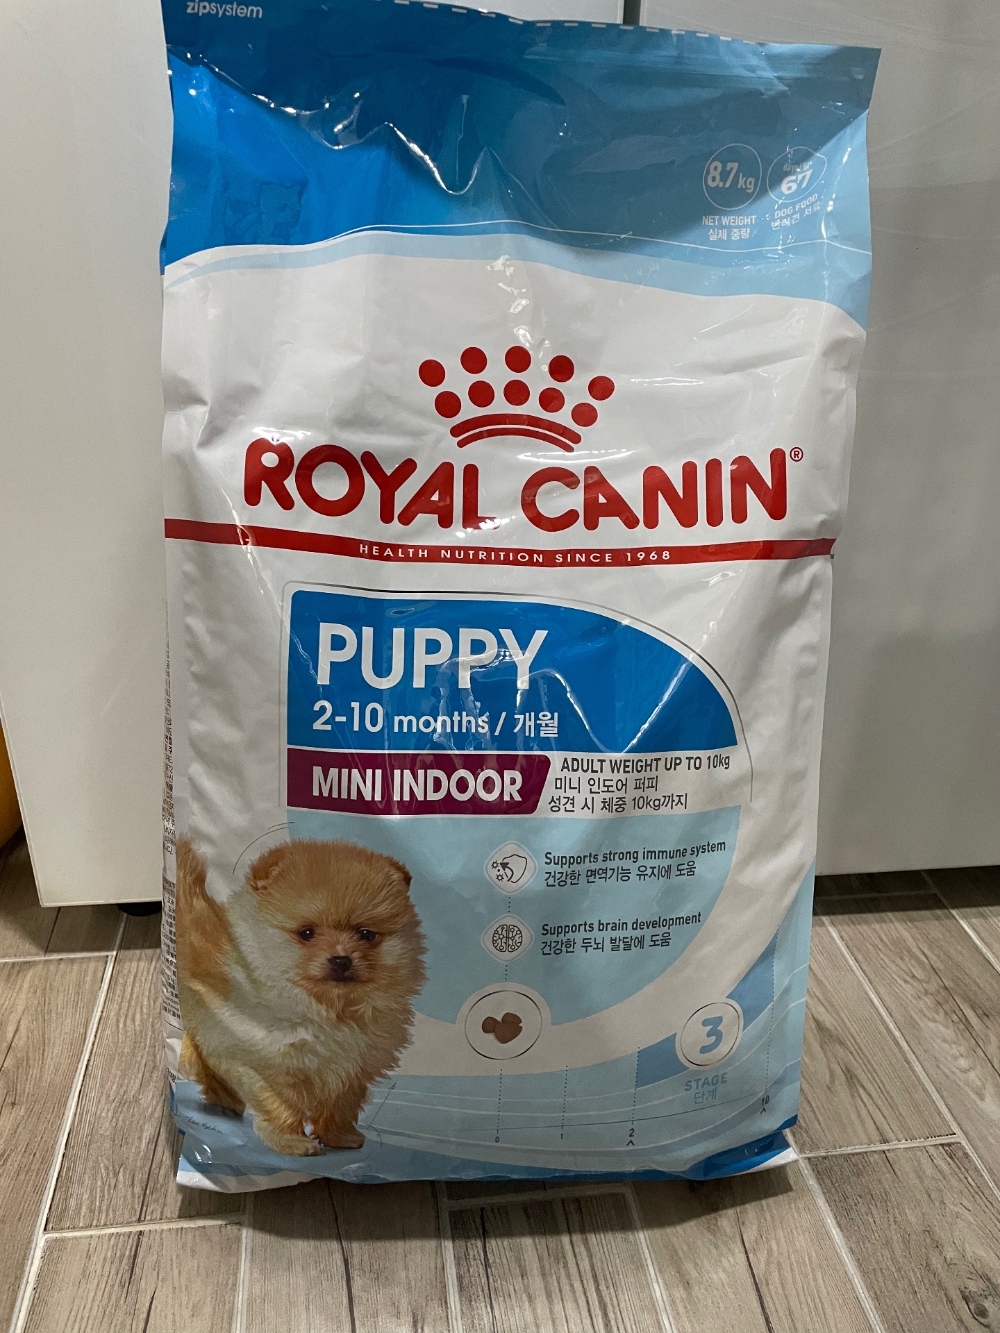 zipsystem
8.7kg
NET WEIGHT
실제 중량
67
DOG FOOD
ROYAL CANIN®
HEALTH NUTRITION SINCE 1968
PUPPY
2-10 months / 개월
MINI INDOOR
ADULT WEIGHT UP TO 10kg
미니 인도어 퍼피
성견 시 체중 10kg까지
Supports strong immune system
건강한 면역기능 유지에 도움
Supports brain development
건강한 두뇌 발달에 도움
3
STAGE
단계
0 1 2 10